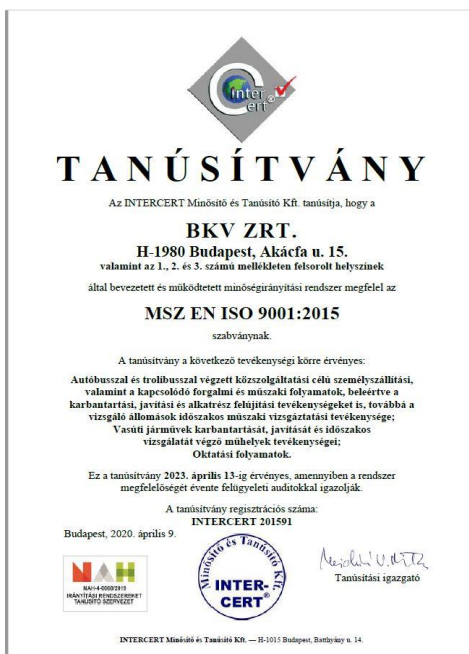 Inter
Cert®
TANÚSÍTVÁNY
Az INTERCERT Minősítő és Tanúsító Kft. tanúsítja, hogy a
BKV ZRT.
H-1980 Budapest, Akácfa u. 15.
valamint az 1., 2. és 3. számú mellékleten felsorolt helyszínek
által bevezetett és működtetett minőségirányítási rendszer megfelel az
MSZ EN ISO 9001:2015
szabványnak.
A tanúsítvány a következő tevékenységi körre érvényes:
Autóbusszal és trolibusszal végzett közszolgáltatási célú személyszállítási,
valamint a kapcsolódó forgalmi és műszaki folyamatok, beleértve a
karbantartási, javítási és alkatrész felújítási tevékenységeket is, továbbá a
vizsgáló állomások időszakos műszaki vizsgáztatási tevékenysége;
Vasúti járművek karbantartását, javítását és időszakos
vizsgálatát végző műhelyek tevékenységei;
Oktatási folyamatok.
Ez a tanúsítvány 2023. április 13-ig érvényes, amennyiben a rendszer
megfelelőségét évente felügyeleti auditokkal igazolják.
A tanúsítvány regisztrációs száma:
INTERCERT 201591
Budapest, 2020. április 9.
NAH
IRÁNYÍTÁSI RENDSZEREKET
TANÚSÍTÓ SZERVEZET
Minősítő és Tanúsító Kft.
INTER-
CERT®
Tanúsítási igazgató
INTERCERT Minősítő és Tanúsító Kft. — H-1015 Budapest, Batthyány u. 14.